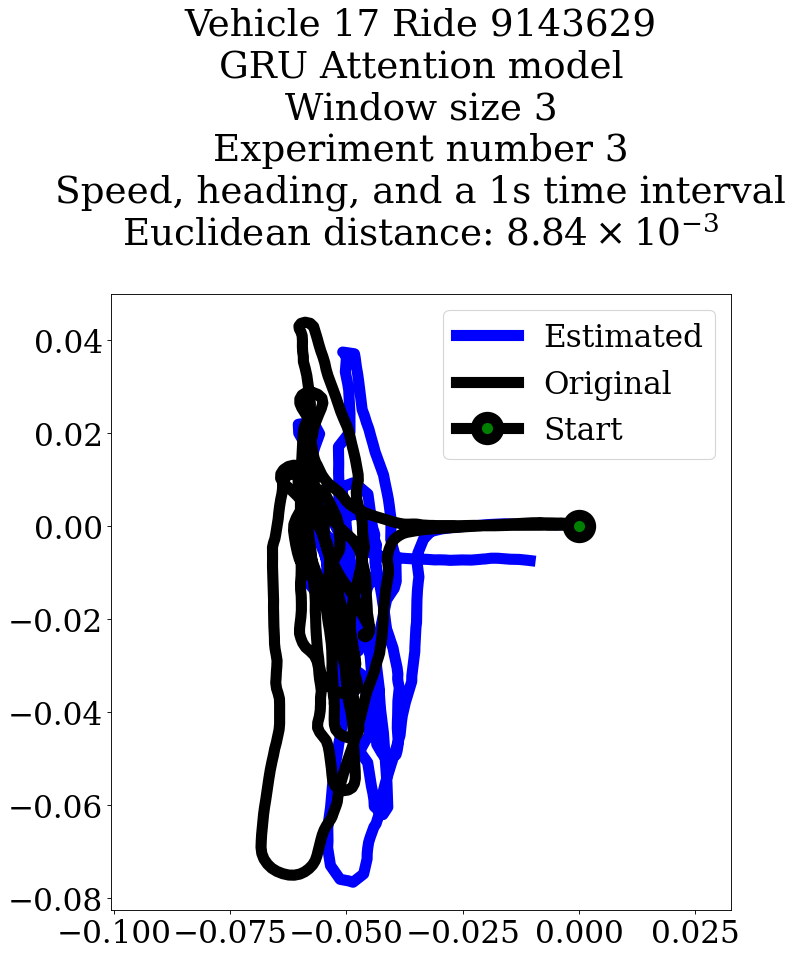 Vehicle 17 Ride 9143629
GRU Attention model
Window size 3
Experiment number 3
Speed, heading, and a 1s time interval
Euclidean distance: 8.84 × 10⁻³
Estimated
Original
Start
0.04
0.02
0.00
−0.02
−0.04
−0.06
−0.08
−0.100 −0.075 −0.050 −0.025 0.000 0.025